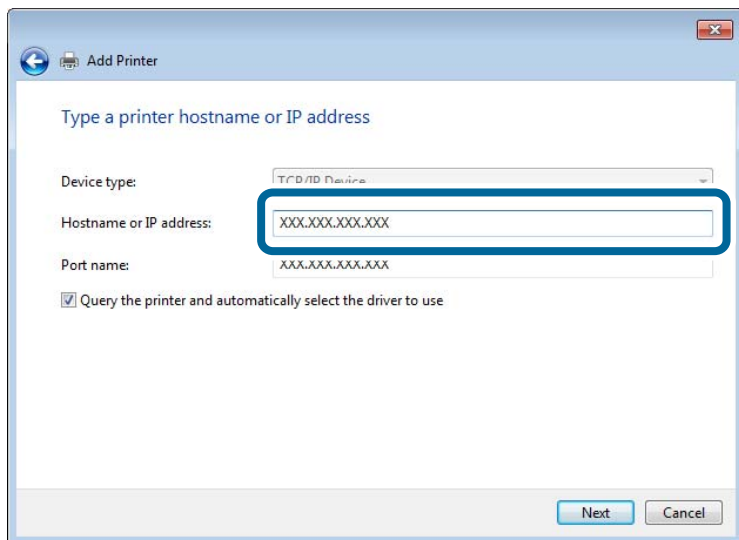 Add Printer
Type a printer hostname or IP address
Device type: TCP/IP Device
Hostname or IP address: XXX.XXX.XXX.XXX
Port name: XXX.XXX.XXX.XXX
Query the printer and automatically select the driver to use
Next Cancel